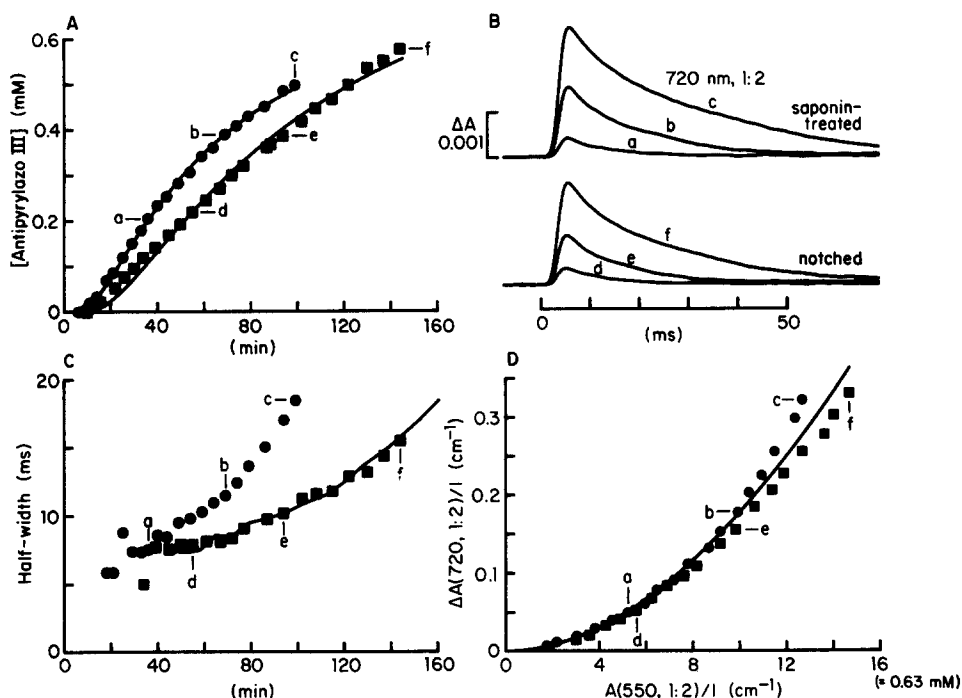 A
[Antipyrylazo III] (mM)
0.6
0.4
0.2
0
0 40 80 120 160
(min)
a
b
c
d
e
f
B
720 nm, 1:2
ΔA
0.001
saponin-
treated
a
b
c
notched
d
e
f
0 50
(ms)
C
Half-width (ms)
20
10
0
0 40 80 120 160
(min)
a
b
c
d
e
f
D
ΔA(720, 1:2)/l (cm⁻¹)
0.3
0.2
0.1
0
0 4 8 12 16
(= 0.63 mM)
A(550, 1:2)/l (cm⁻¹)
a
b
c
d
e
f